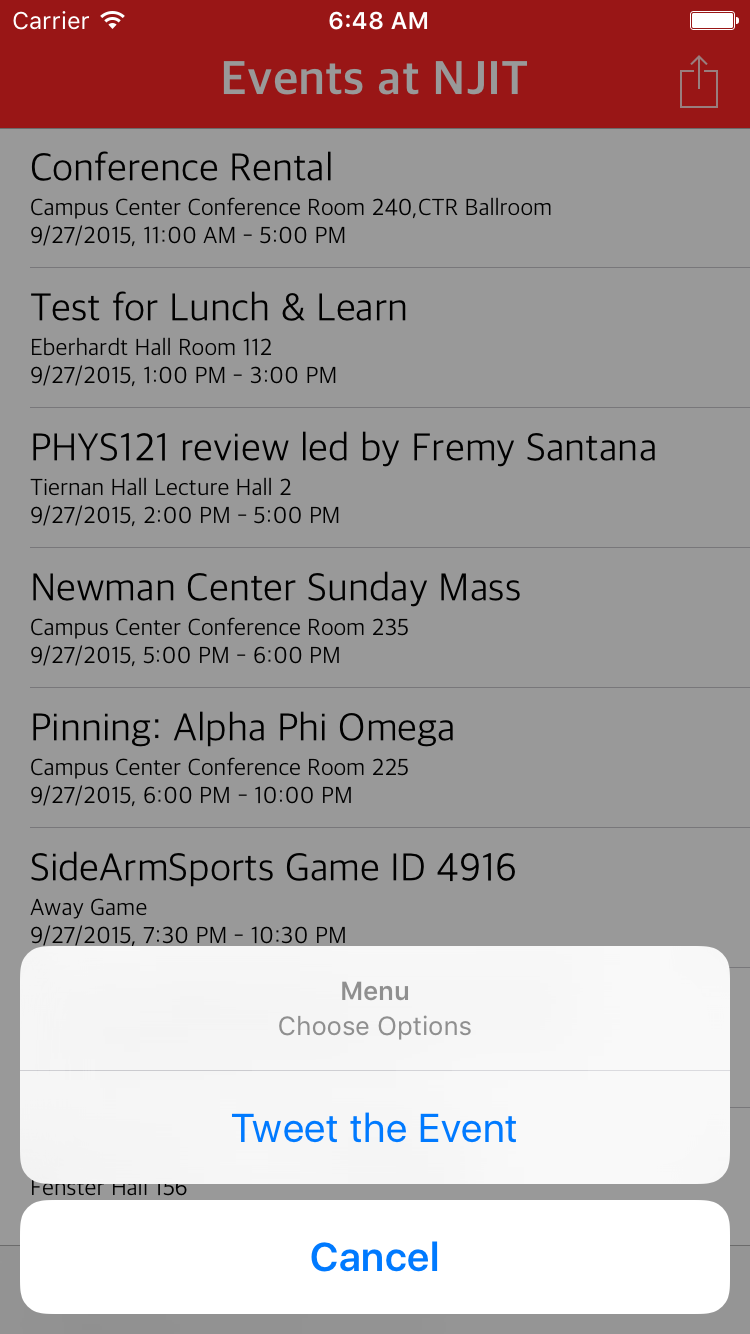 Carrier 6:48 AM
Events at NJIT
Conference Rental
Campus Center Conference Room 240,CTR Ballroom
9/27/2015, 11:00 AM - 5:00 PM
Test for Lunch & Learn
Eberhardt Hall Room 112
9/27/2015, 1:00 PM - 3:00 PM
PHYS121 review led by Fremy Santana
Tiernan Hall Lecture Hall 2
9/27/2015, 2:00 PM - 5:00 PM
Newman Center Sunday Mass
Campus Center Conference Room 235
9/27/2015, 5:00 PM - 6:00 PM
Pinning: Alpha Phi Omega
Campus Center Conference Room 225
9/27/2015, 6:00 PM - 10:00 PM
SideArmSports Game ID 4916
Away Game
9/27/2015, 7:30 PM - 10:30 PM
Menu
Choose Options
Tweet the Event
Fenster Hall 156
Cancel